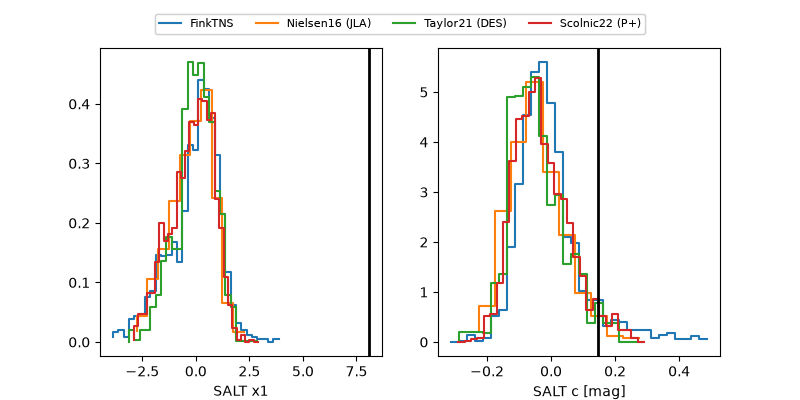 FinkTNS Nielsen16 (JLA) Taylor21 (DES) Scolnic22 (P+)
0.4
0.3
0.2
0.1
0.0
−2.5 0.0 2.5 5.0 7.5
SALT x1
5
4
3
2
1
0
−0.2 0.0 0.2 0.4
SALT c [mag]